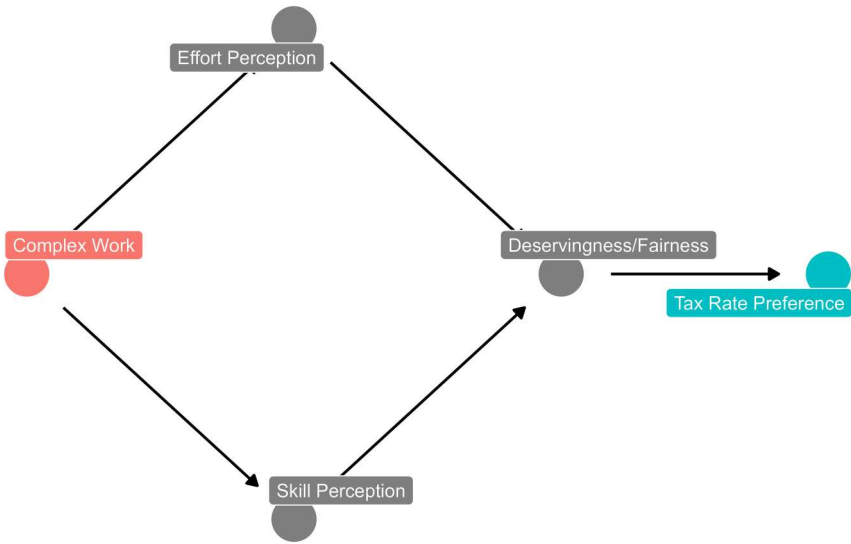 Effort Perception
Complex Work
Deservingness/Fairness
Tax Rate Preference
Skill Perception